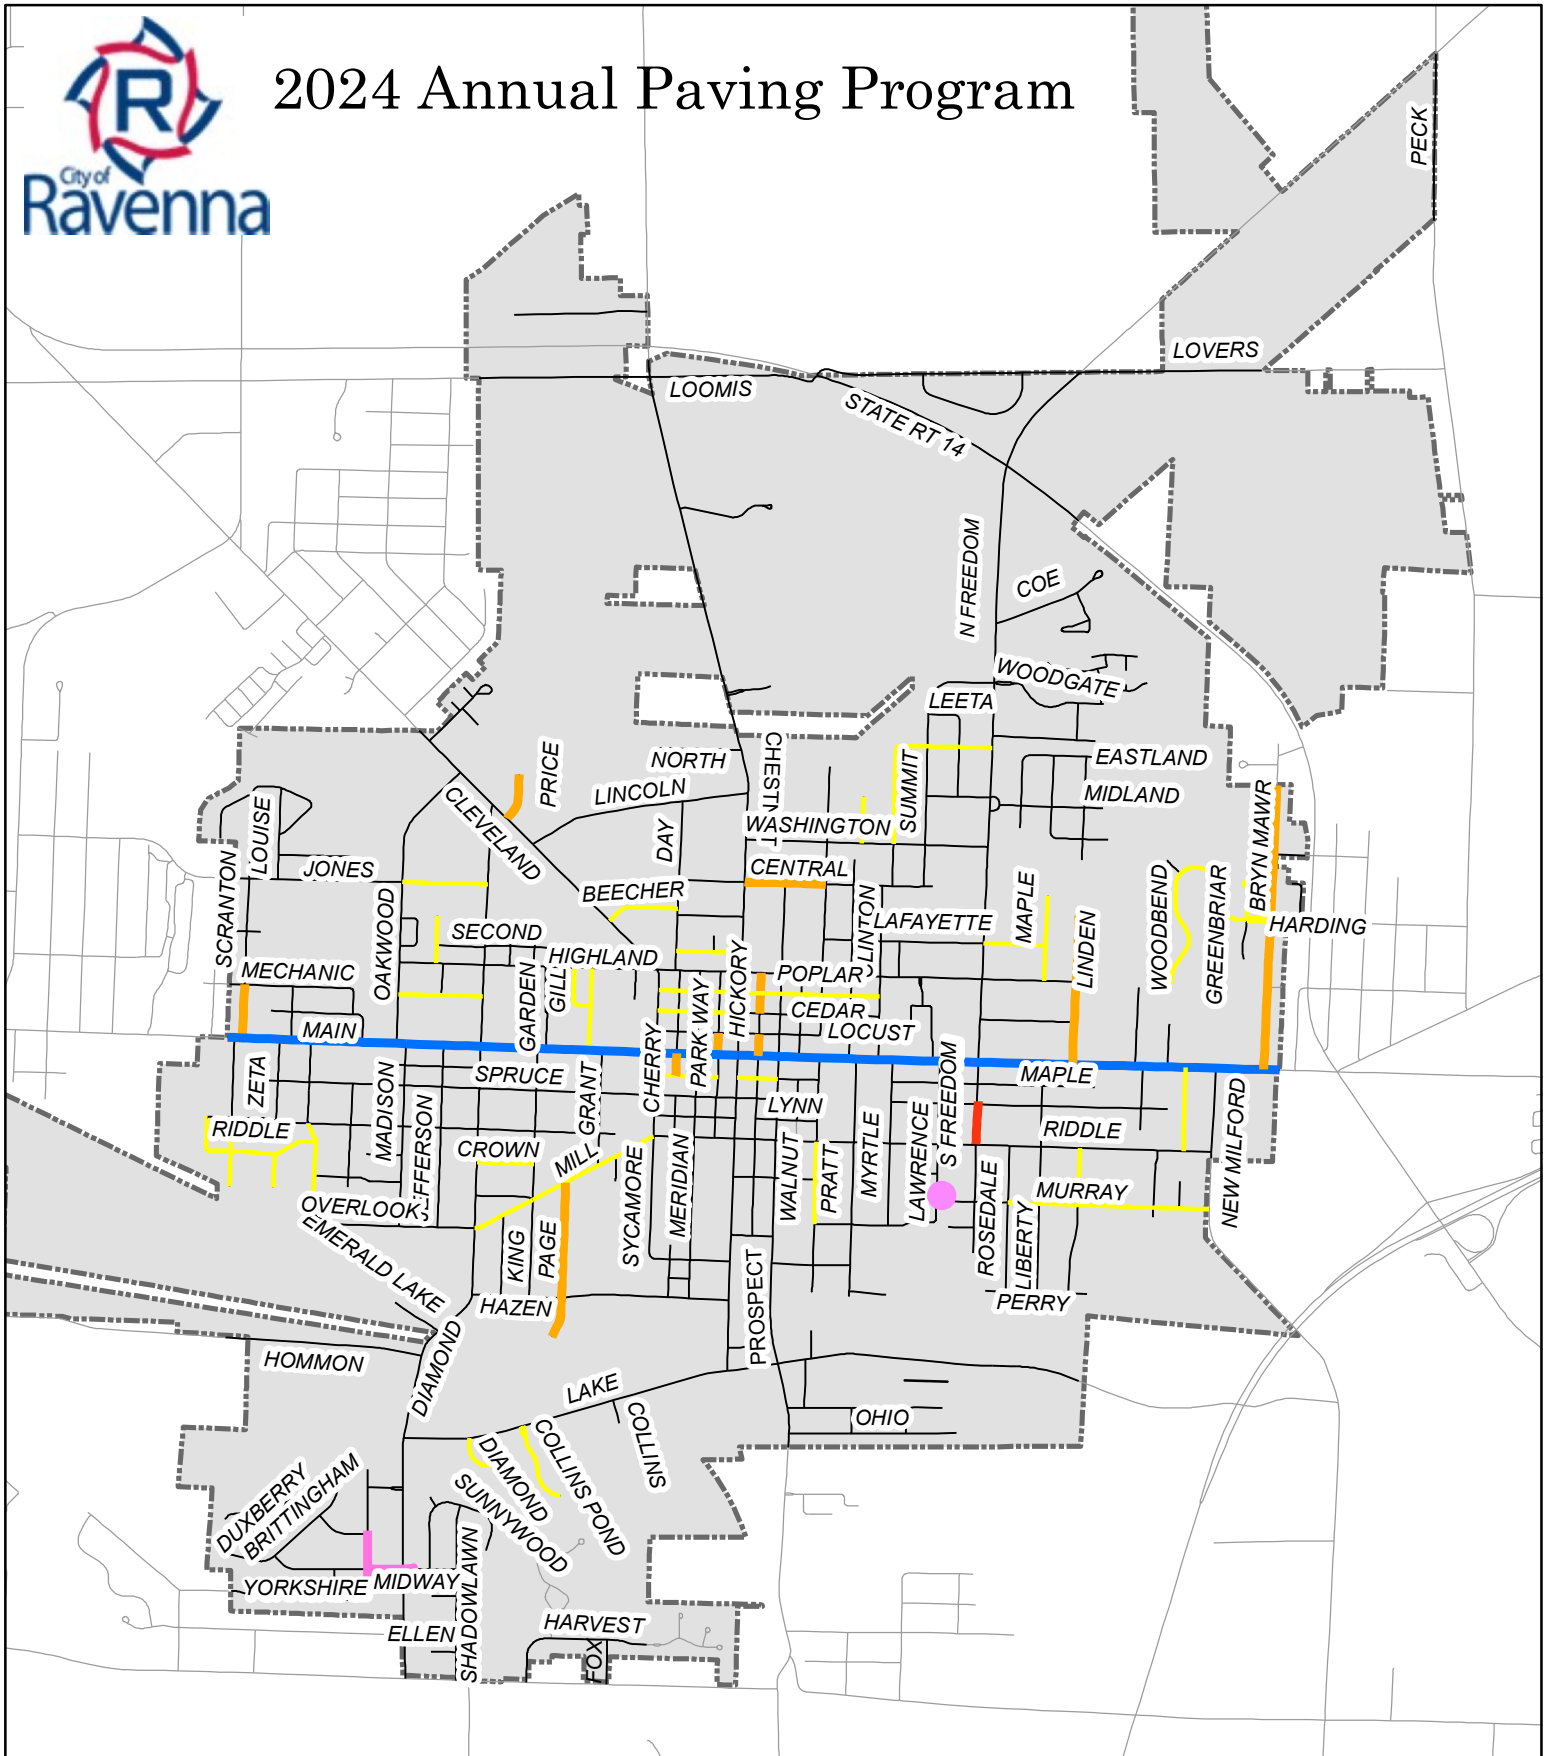 2024 Annual Paving Program
R
City of
Ravenna
PECK
LOVERS
LOOMIS
STATE RT 14
N FREEDOM
COE
WOODGATE
LEETA
CHESTNUT
NORTH
PRICE
EASTLAND
SUMMIT
LINCOLN
MIDLAND
BRYN MAWR
CLEVELAND
LOUISE
DAY
WASHINGTON
JONES
CENTRAL
SCRANTON
BEECHER
MAPLE
WOODBEND
GREENBRIAR
OAKWOOD
LINTON
LAFAYETTE
HARDING
SECOND
LINDEN
HIGHLAND
HICKORY
MECHANIC
GILL
POPLAR
GARDEN
PARK WAY
CEDAR
MAIN
LOCUST
CHERRY
ZETA
SPRUCE
MAPLE
MADISON
GRANT
S FREEDOM
LYNN
NEW MILFORD
RIDDLE
JEFFERSON
RIDDLE
CROWN
MILL
MYRTLE
LAWRENCE
SYCAMORE
MERIDIAN
WALNUT
PRATT
MURRAY
OVERLOOK
ROSEDALE
EMERALD LAKE
KING
PAGE
LIBERTY
PROSPECT
HAZEN
PERRY
HOMMON
DIAMOND
LAKE
COLLINS
OHIO
DIAMOND
COLLINS POND
DUXBERRY
BRITTINGHAM
SUNNYWOOD
YORKSHIRE
MIDWAY
SHADOWLAWN
ELLEN
HARVEST
FOX